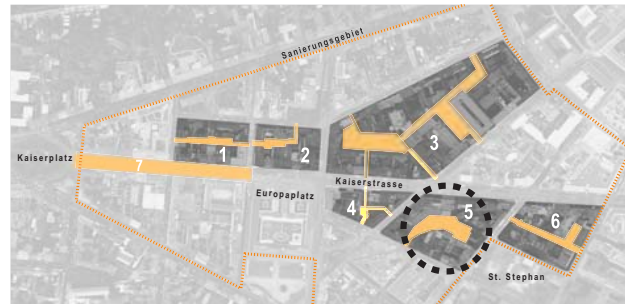 Sanierungsgebiet
3
1
2
Kaiserplatz
7
Kaiserstrasse
Europaplatz
4
5
6
St. Stephan